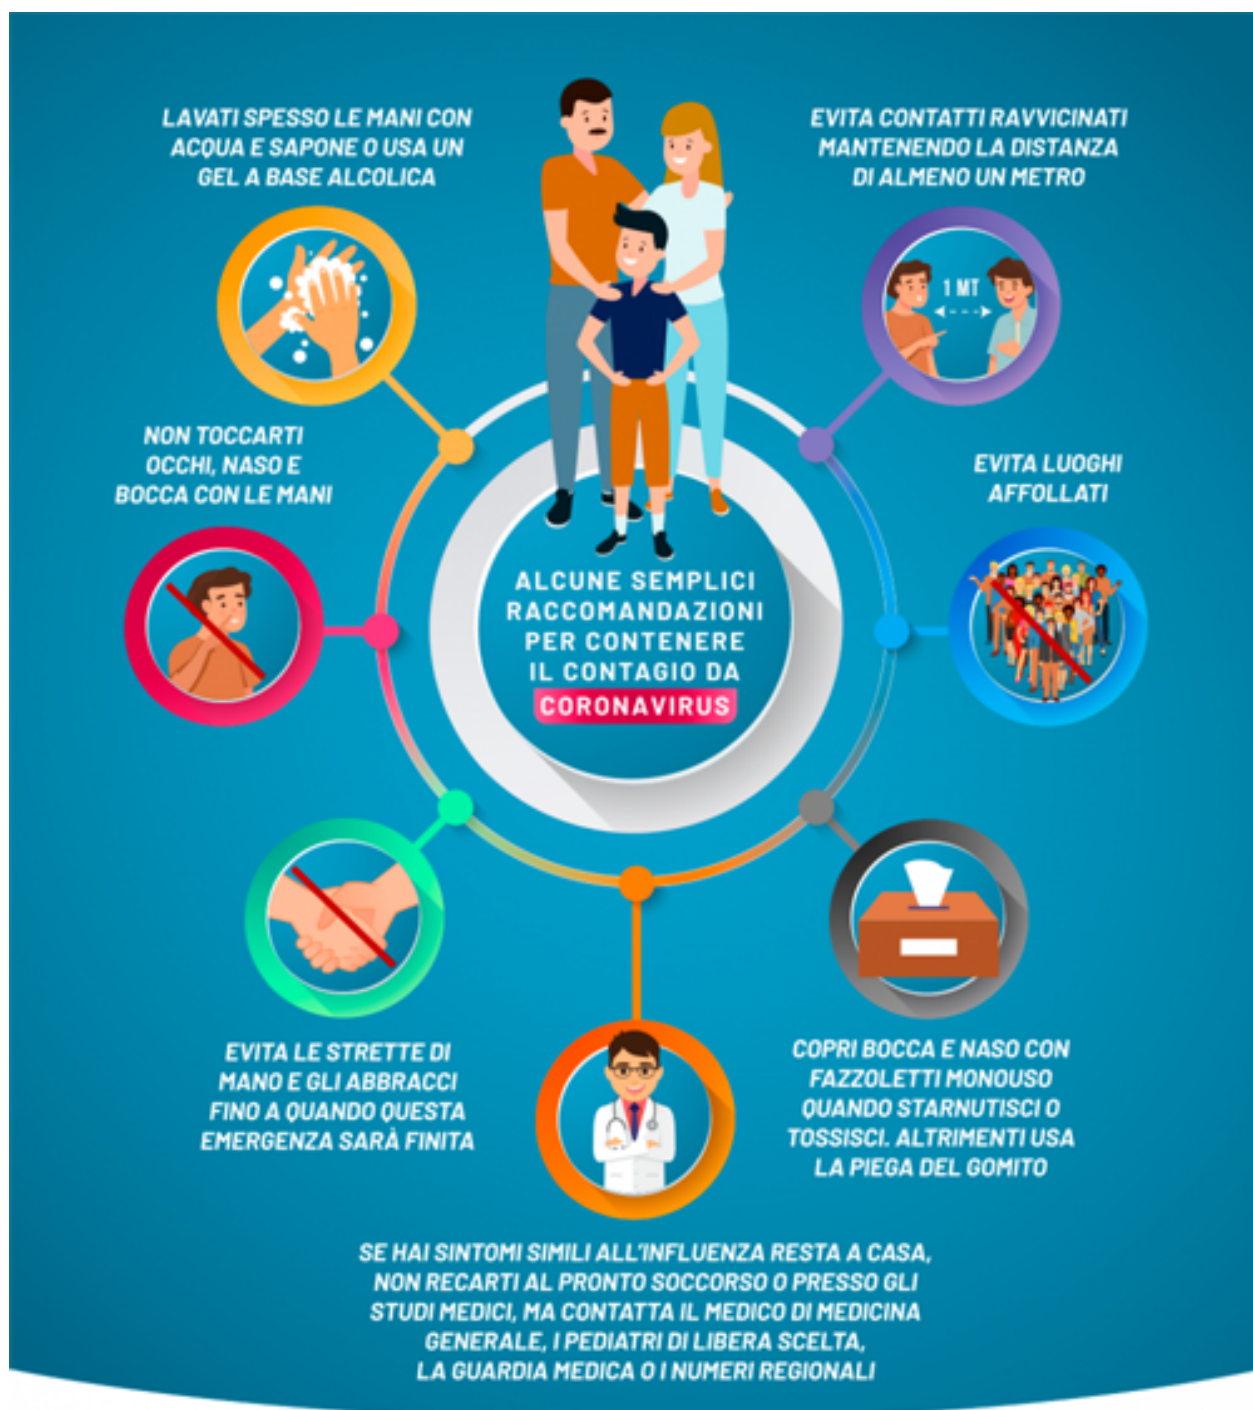 LAVATI SPESSO LE MANI CON
ACQUA E SAPONE O USA UN
GEL A BASE ALCOLICA
EVITA CONTATTI RAVVICINATI
MANTENENDO LA DISTANZA
DI ALMENO UN METRO
1 MT
NON TOCCARTI
OCCHI, NASO E
BOCCA CON LE MANI
EVITA LUOGHI
AFFOLLATI
ALCUNE SEMPLICI
RACCOMANDAZIONI
PER CONTENERE
IL CONTAGIO DA
CORONAVIRUS
EVITA LE STRETTE DI
MANO E GLI ABBRACCI
FINO A QUANDO QUESTA
EMERGENZA SARÀ FINITA
COPRI BOCCA E NASO CON
FAZZOLETTI MONOUSO
QUANDO STARNUTISCI O
TOSSISCI. ALTRIMENTI USA
LA PIEGA DEL GOMITO
SE HAI SINTOMI SIMILI ALL'INFLUENZA RESTA A CASA,
NON RECARTI AL PRONTO SOCCORSO O PRESSO GLI
STUDI MEDICI, MA CONTATTA IL MEDICO DI MEDICINA
GENERALE, I PEDIATRI DI LIBERA SCELTA,
LA GUARDIA MEDICA O I NUMERI REGIONALI